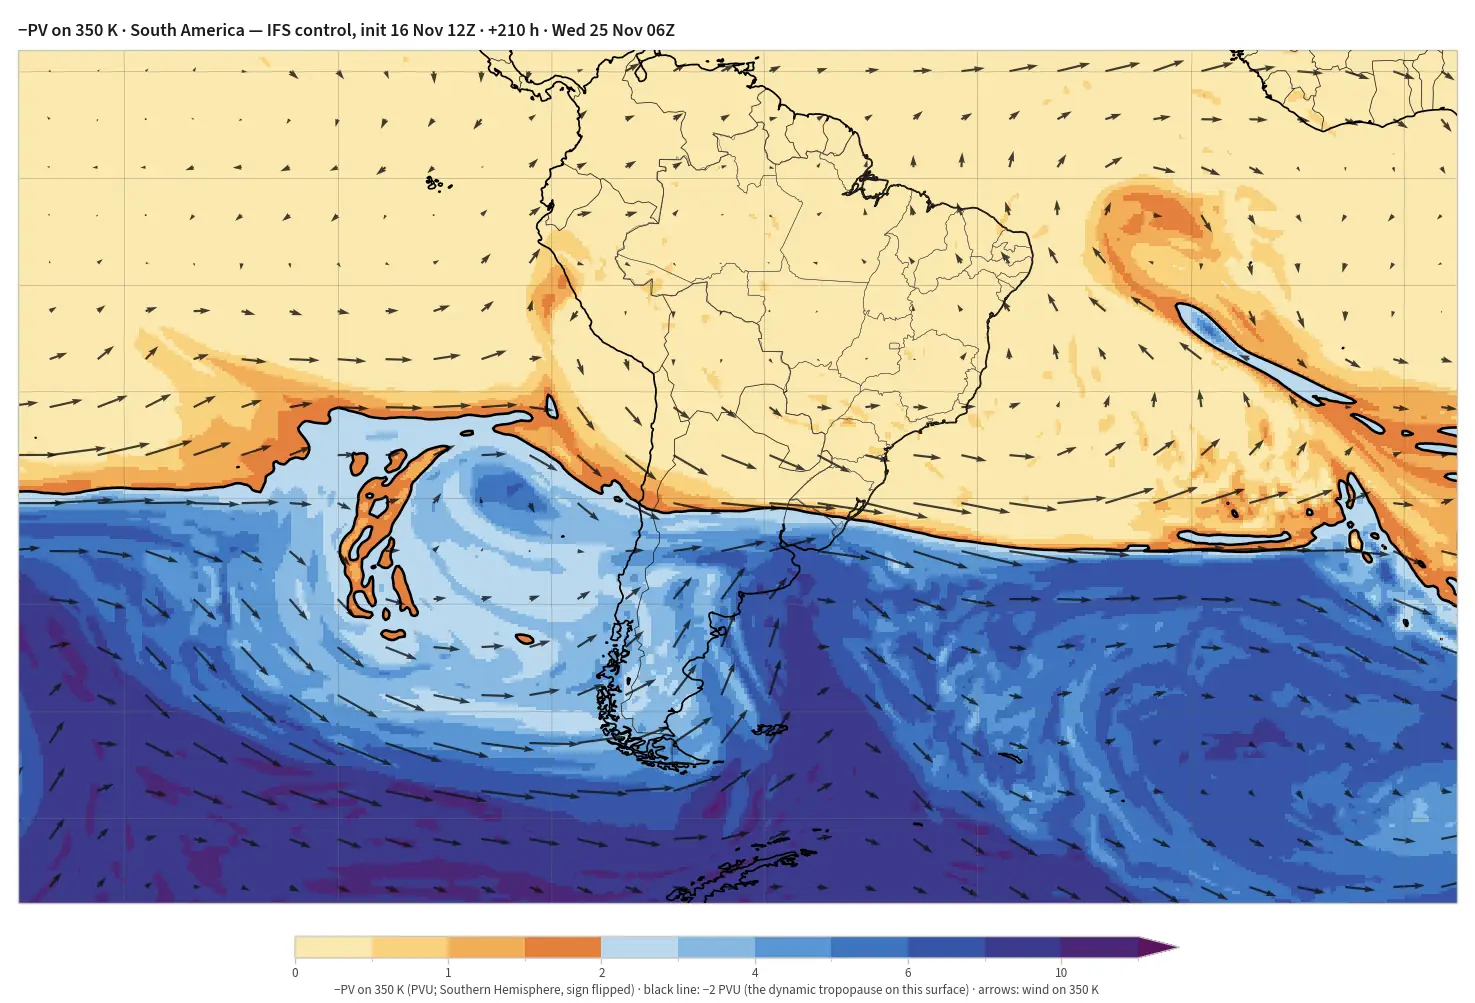 −PV on 350 K · South America — IFS control, init 16 Nov 12Z · +210 h · Wed 25 Nov 06Z
0 1 2 4 6 10
−PV on 350 K (PVU; Southern Hemisphere, sign flipped) · black line: −2 PVU (the dynamic tropopause on this surface) · arrows: wind on 350 K